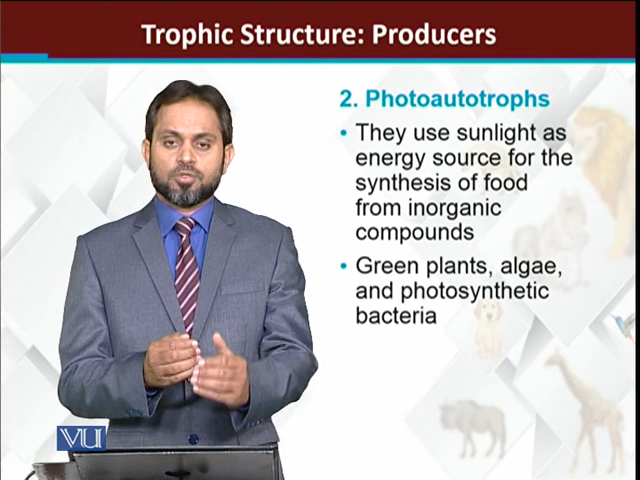 Trophic Structure: Producers
2. Photoautotrophs
• They use sunlight as
energy source for the
synthesis of food
from inorganic
compounds
• Green plants, algae,
and photosynthetic
bacteria
VU